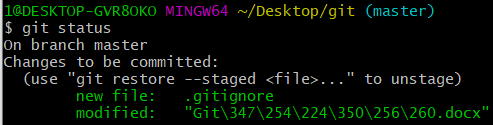 1@DESKTOP-GVR8OKO MINGW64 ~/Desktop/git (master)
$ git status
On branch master
Changes to be committed:
  (use "git restore --staged <file>..." to unstage)
        new file:   .gitignore
        modified:   "Git\347\254\224\350\256\260.docx"